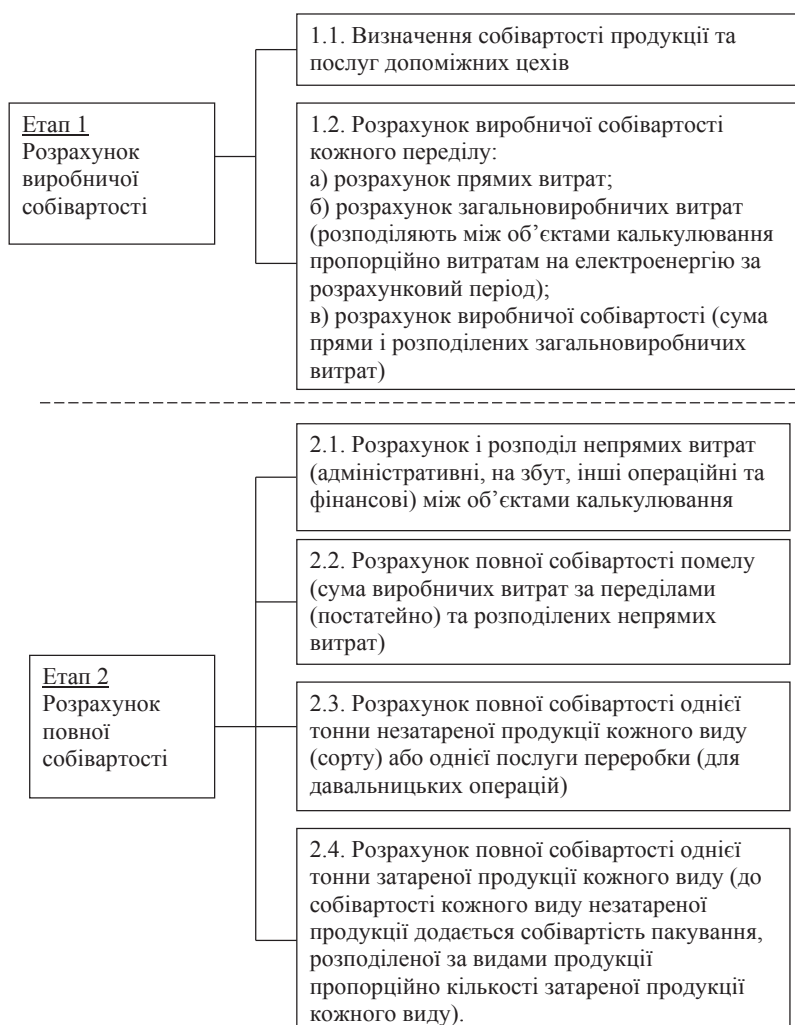 1.1. Визначення собівартості продукції та
послуг допоміжних цехів
Етап 1
Розрахунок
виробничої
собівартості
1.2. Розрахунок виробничої собівартості
кожного переділу:
а) розрахунок прямих витрат;
б) розрахунок загальновиробничих витрат
(розподіляють між об’єктами калькулювання
пропорційно витратам на електроенергію за
розрахунковий період);
в) розрахунок виробничої собівартості (сума
прями і розподілених загальновиробничих
витрат)
2.1. Розрахунок і розподіл непрямих витрат
(адміністративні, на збут, інші операційні та
фінансові) між об’єктами калькулювання
2.2. Розрахунок повної собівартості помелу
(сума виробничих витрат за переділами
(постатейно) та розподілених непрямих
витрат)
Етап 2
Розрахунок
повної
собівартості
2.3. Розрахунок повної собівартості однієї
тонни незатареної продукції кожного виду
(сорту) або однієї послуги переробки (для
давальницьких операцій)
2.4. Розрахунок повної собівартості однієї
тонни затареної продукції кожного виду (до
собівартості кожного виду незатареної
продукції додається собівартість пакування,
розподіленої за видами продукції
пропорційно кількості затареної продукції
кожного виду).